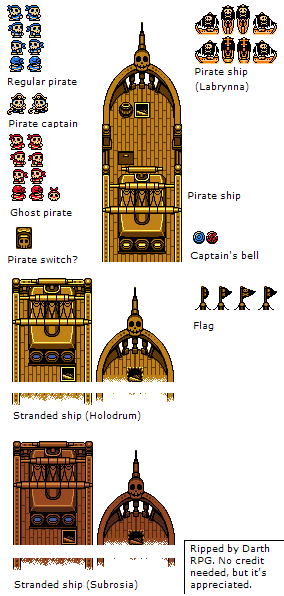 Regular pirate
Pirate captain
Ghost pirate
Pirate switch?
Pirate ship
(Labrynna)
Pirate ship
Captain's bell
Flag
Stranded ship (Holodrum)
Stranded ship (Subrosia)
Ripped by Darth
RPG. No credit
needed, but it's
appreciated.